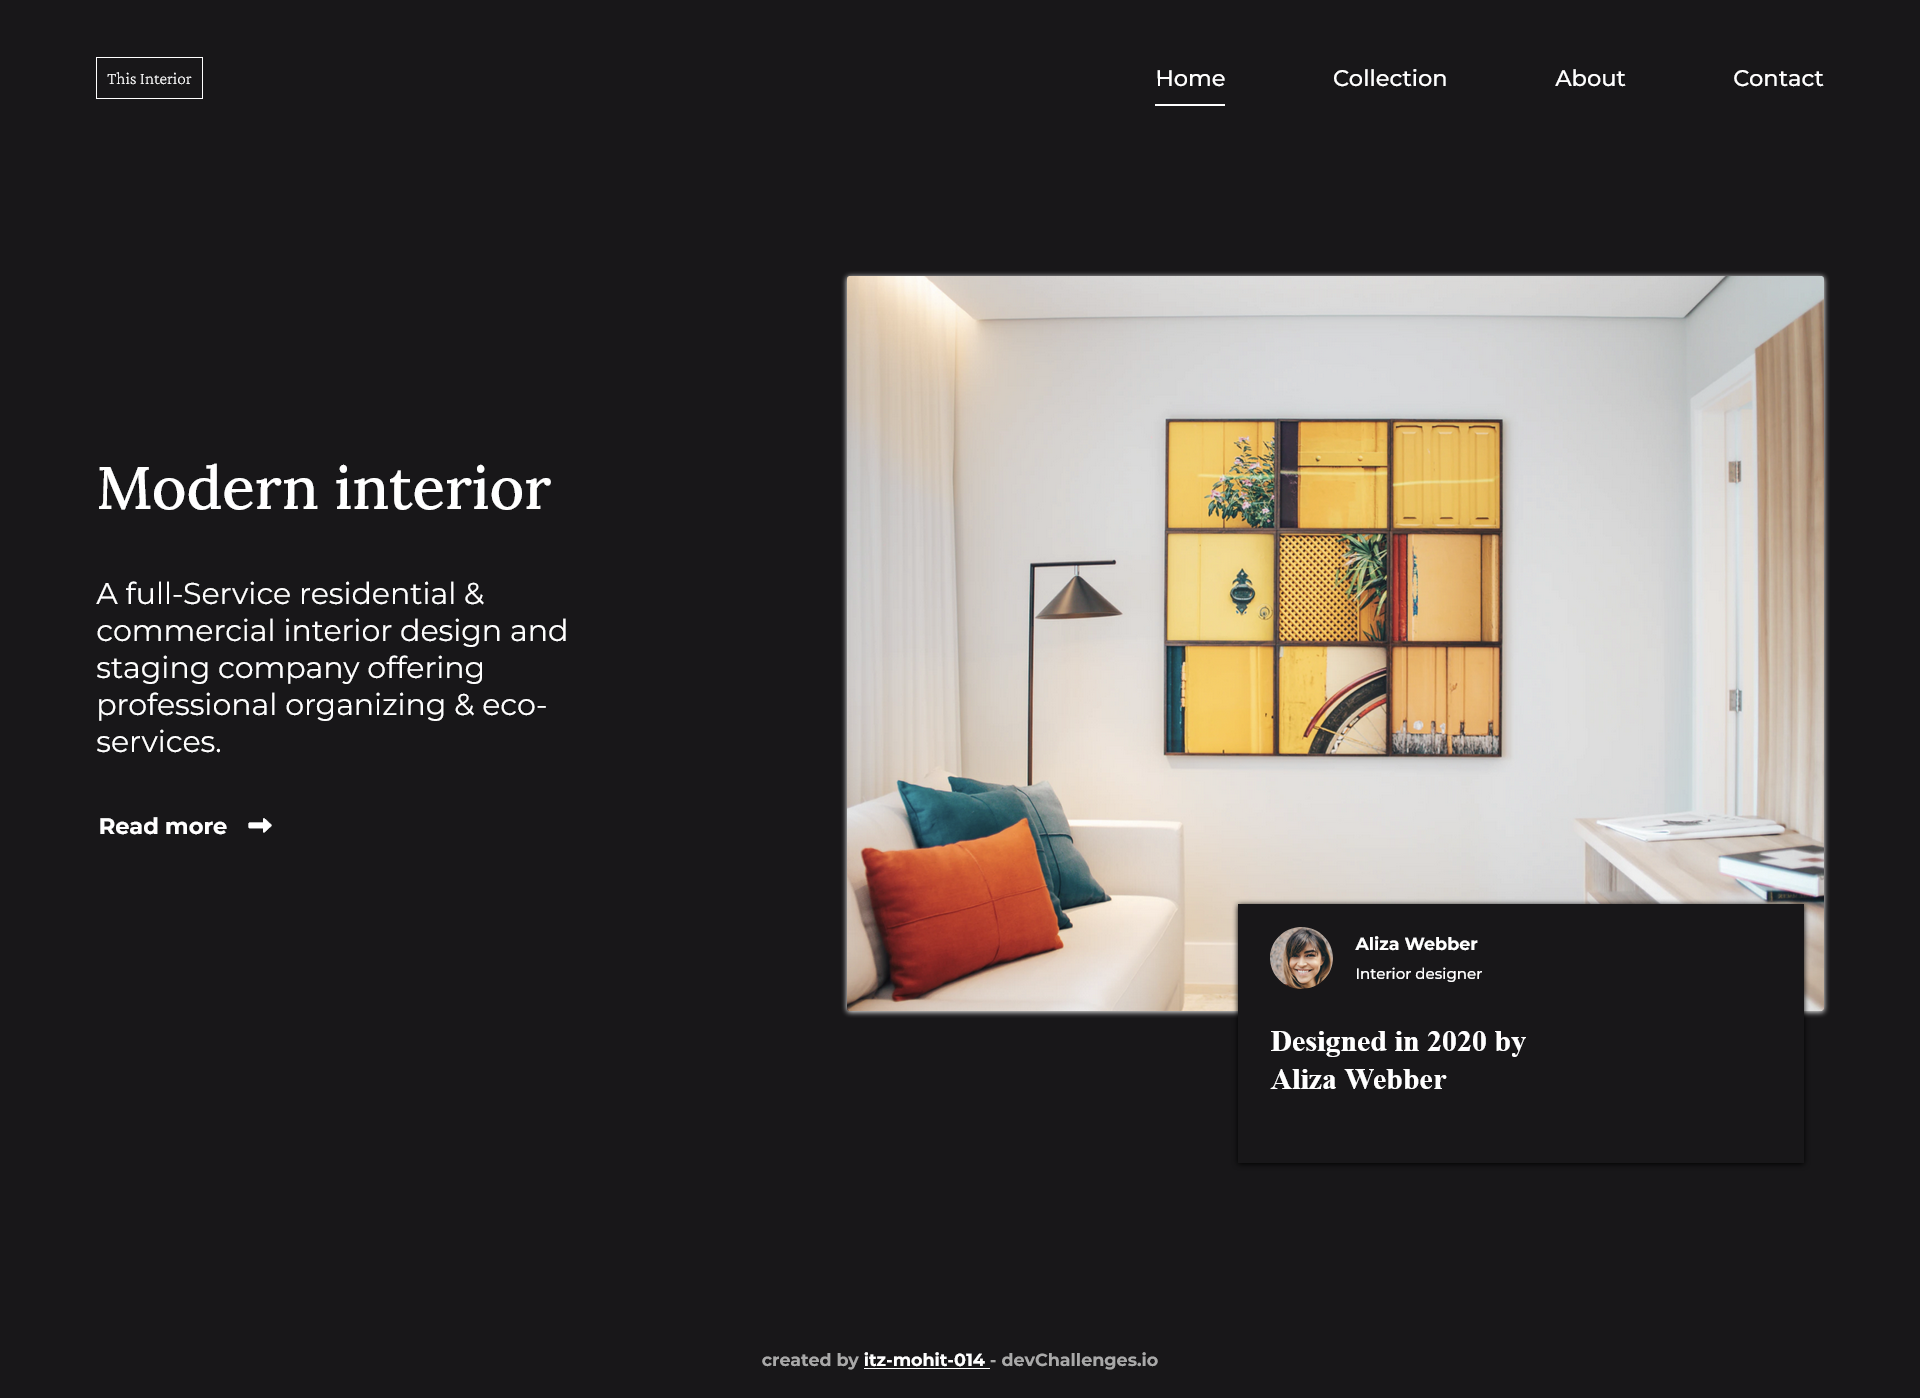 This Interior
Home
Collection
About
Contact
Modern interior
A full-Service residential &
commercial interior design and
staging company offering
professional organizing & eco-
services.
Read more
Aliza Webber
Interior designer
Designed in 2020 by
Aliza Webber
created by itz-mohit-014 - devChallenges.io